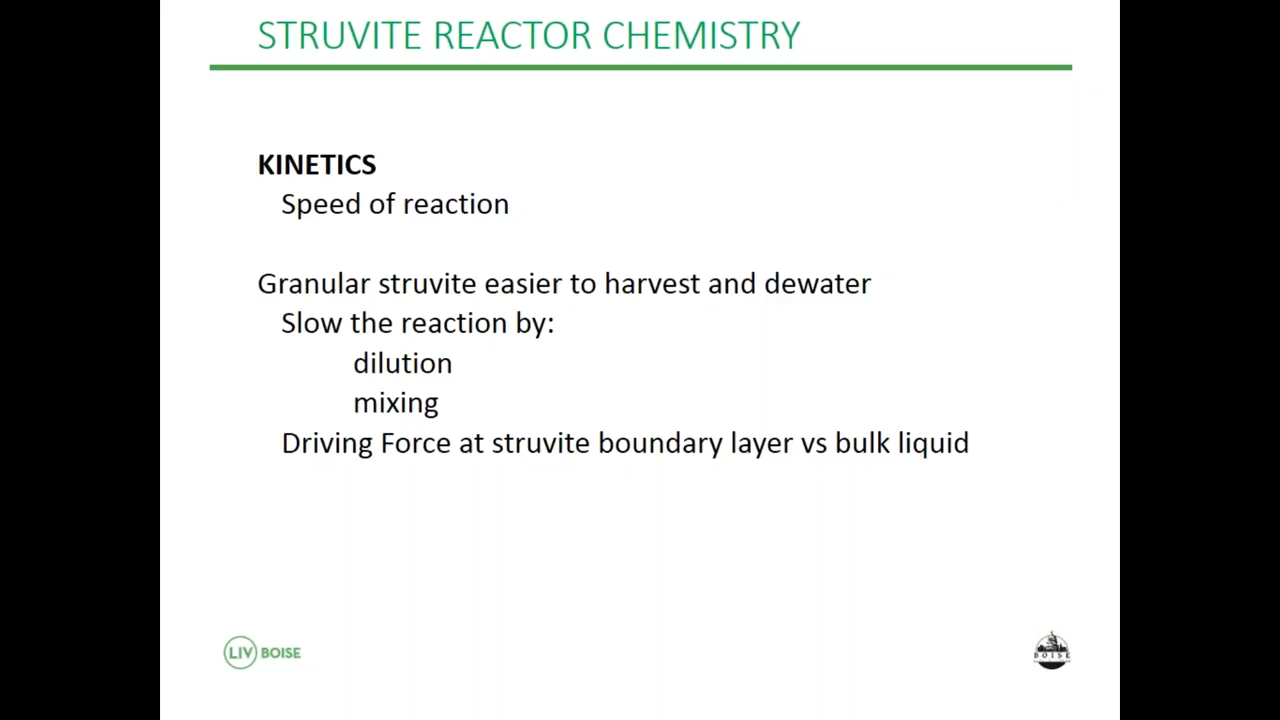 STRUVITE REACTOR CHEMISTRY
KINETICS
Speed of reaction
Granular struvite easier to harvest and dewater
Slow the reaction by:
dilution
mixing
Driving Force at struvite boundary layer vs bulk liquid
LIV BOISE
BOISE